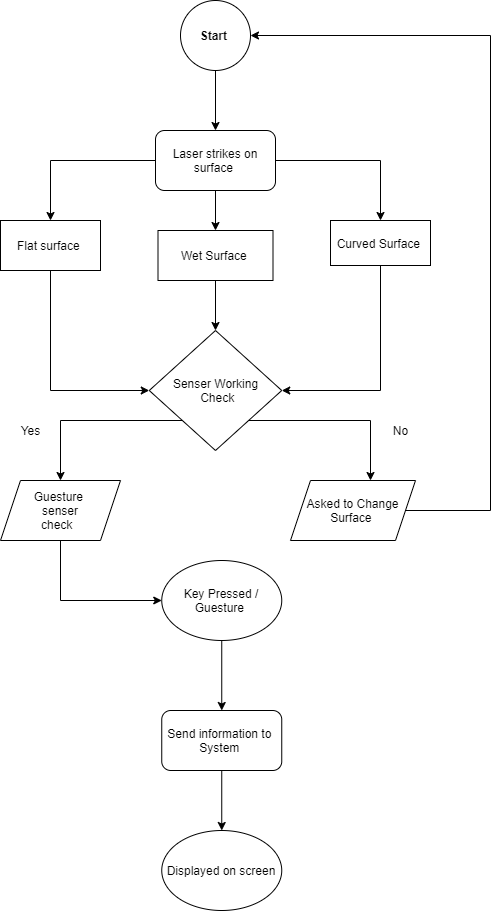 Start
Laser strikes on
surface
Flat surface
Wet Surface
Curved Surface
Senser Working
Check
Yes
No
Guesture
senser
check
Asked to Change
Surface
Key Pressed /
Guesture
Send information to
System
Displayed on screen